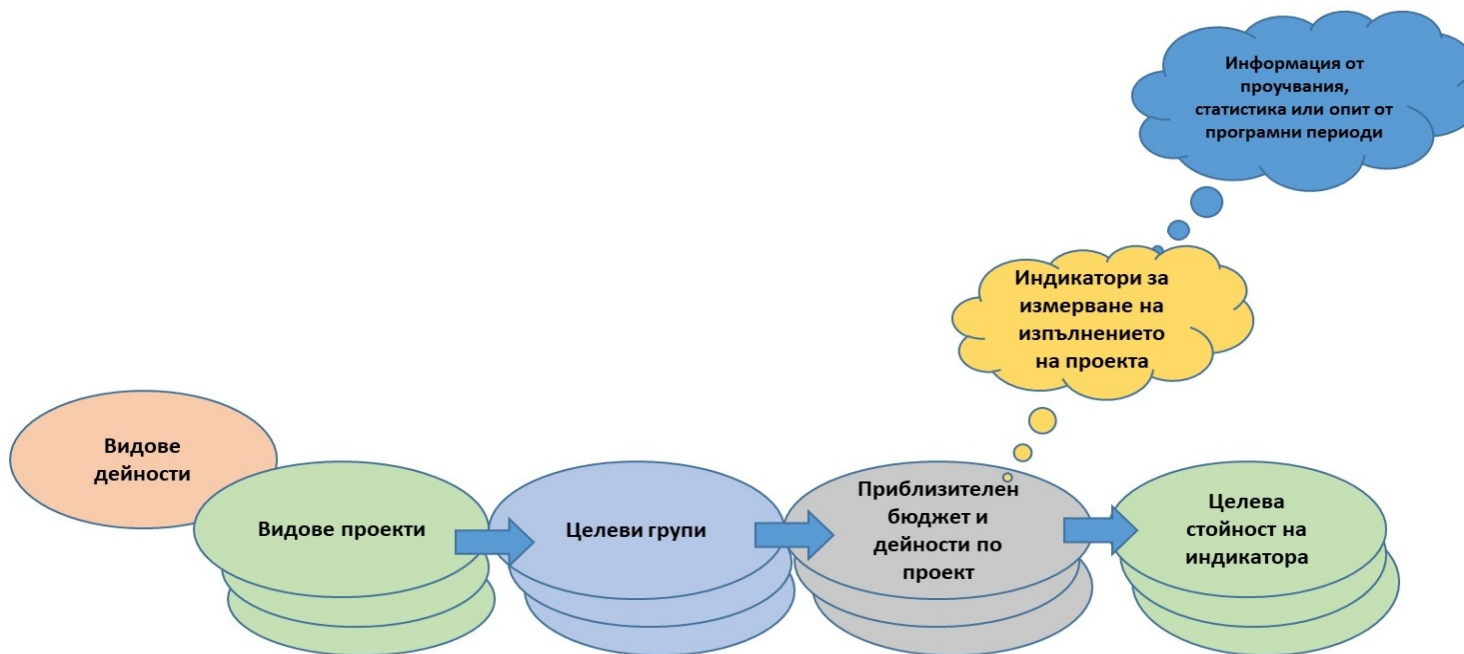 Информация от
проучвания,
статистика или опит от
програмни периоди
Индикатори за
измерване на
изпълнението
на проекта
Видове
дейности
Видове проекти
Целеви групи
Приблизителен
бюджет и
дейности по
проект
Целева
стойност на
индикатора